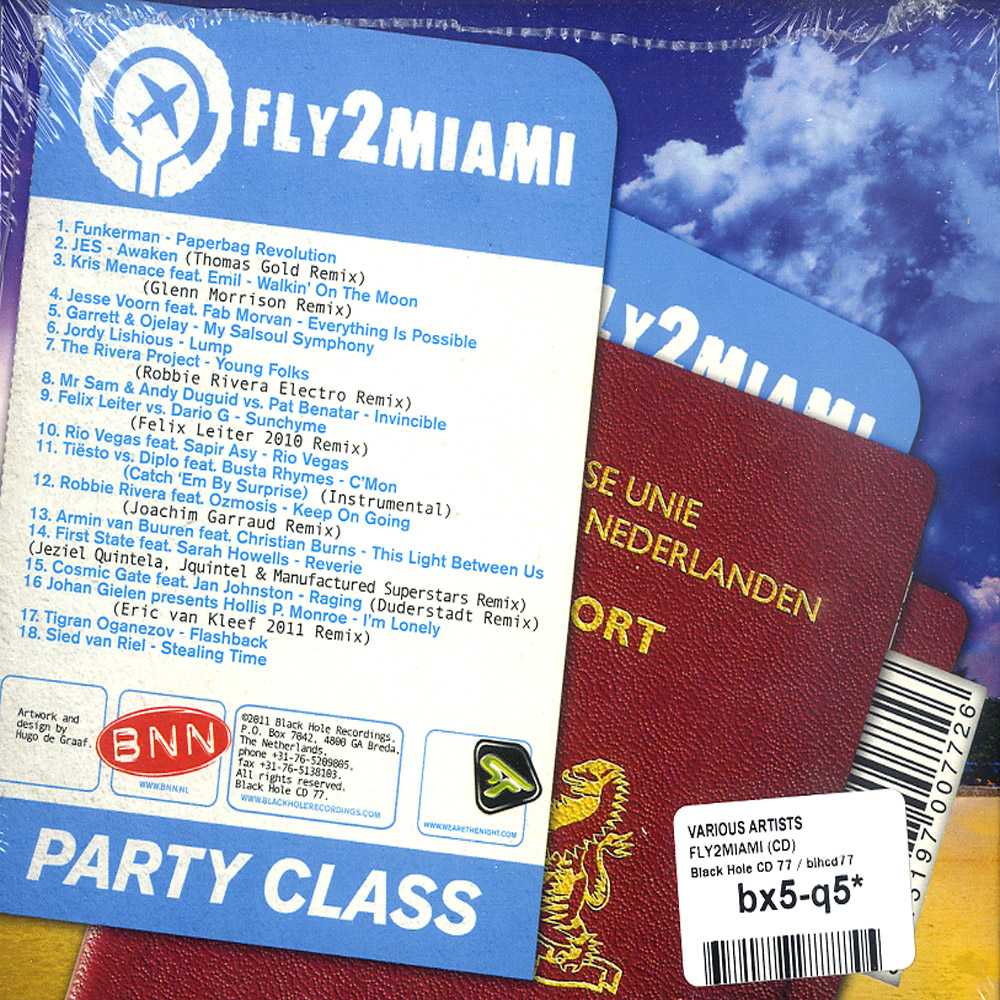 FLY2MIAMI
1. Funkerman - Paperbag Revolution
2. JES - Awaken (Thomas Gold Remix)
3. Kris Menace feat. Emil - Walkin' On The Moon
(Glenn Morrison Remix)
4. Jesse Voorn feat. Fab Morvan - Everything Is Possible
5. Garrett & Ojelay - My Salsoul Symphony
6. Jordy Lishious - Lump
7. The Rivera Project - Young Folks
(Robbie Rivera Electro Remix)
8. Mr Sam & Andy Duguid vs. Pat Benatar - Invincible
9. Felix Leiter vs. Dario G - Sunchyme
(Felix Leiter 2010 Remix)
10. Rio Vegas feat. Sapir Asy - Rio Vegas
11. Tiësto vs. Diplo feat. Busta Rhymes - C'Mon
(Catch 'Em By Surprise) (Instrumental)
12. Robbie Rivera feat. Ozmosis - Keep On Going
(Joachim Garraud Remix)
13. Armin van Buuren feat. Christian Burns - This Light Between Us
14. First State feat. Sarah Howells - Reverie
(Jeziel Quintela, Jquintel & Manufactured Superstars Remix)
15. Cosmic Gate feat. Jan Johnston - Raging (Duderstadt Remix)
16 Johan Gielen presents Hollis P. Monroe - I'm Lonely
(Eric van Kleef 2011 Remix)
17. Tigran Oganezov - Flashback
18. Sied van Riel - Stealing Time
Artwork and
design by
Hugo de Graaf.
BNN
WWW.BNN.NL
©2011 Black Hole Recordings.
P.O. Box 7042, 4800 GA Breda,
The Netherlands,
phone +31-76-5209805,
fax +31-76-5138103.
All rights reserved.
Black Hole CD 77.
WWW.BLACKHOLERECORDINGS.COM
WWW.WEARETHENIGHT.COM
PARTY CLASS
LY2MIAMI
SE UNIE
NEDERLANDEN
ORT
3197007726
VARIOUS ARTISTS
FLY2MIAMI (CD)
Black Hole CD 77 / blhcd77
bx5-q5*